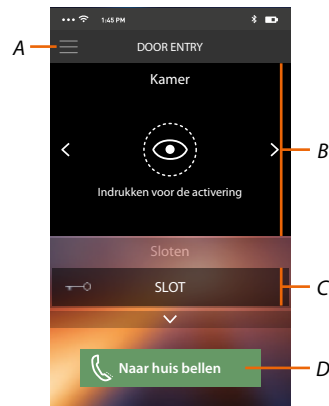 1:45 PM
A
DOOR ENTRY
Kamer
B
Indrukken voor de activering
Sloten
SLOT
C
Naar huis bellen
D